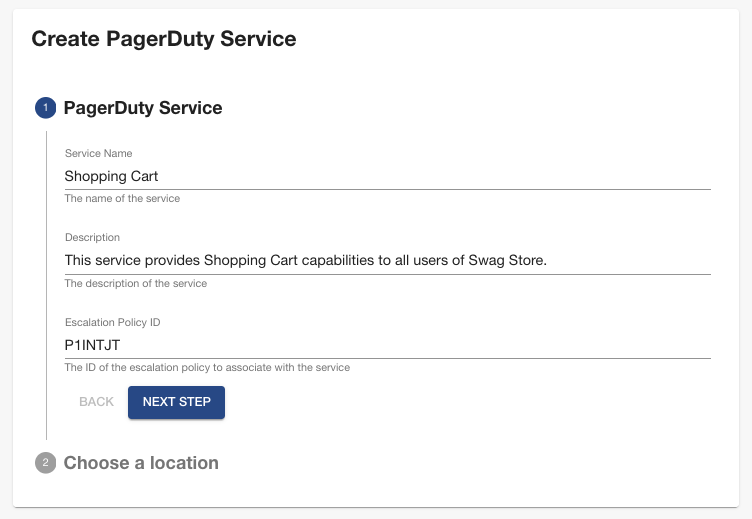 Create PagerDuty Service
1 PagerDuty Service
Service Name
Shopping Cart
The name of the service
Description
This service provides Shopping Cart capabilities to all users of Swag Store.
The description of the service
Escalation Policy ID
P1INTJT
The ID of the escalation policy to associate with the service
BACK NEXT STEP
2 Choose a location